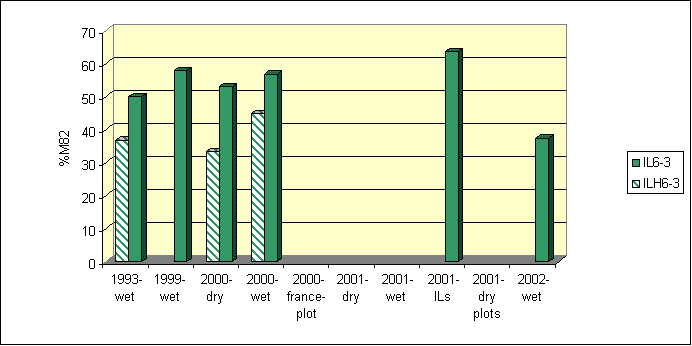 70
60
50
40
30
20
10
0
%M82
1993-
wet
1999-
wet
2000-
dry
2000-
wet
2000-
france-
plot
2001-
dry
2001-
wet
2001-
ILs
2001-
dry
plots
2002-
wet
IL6-3
ILH6-3